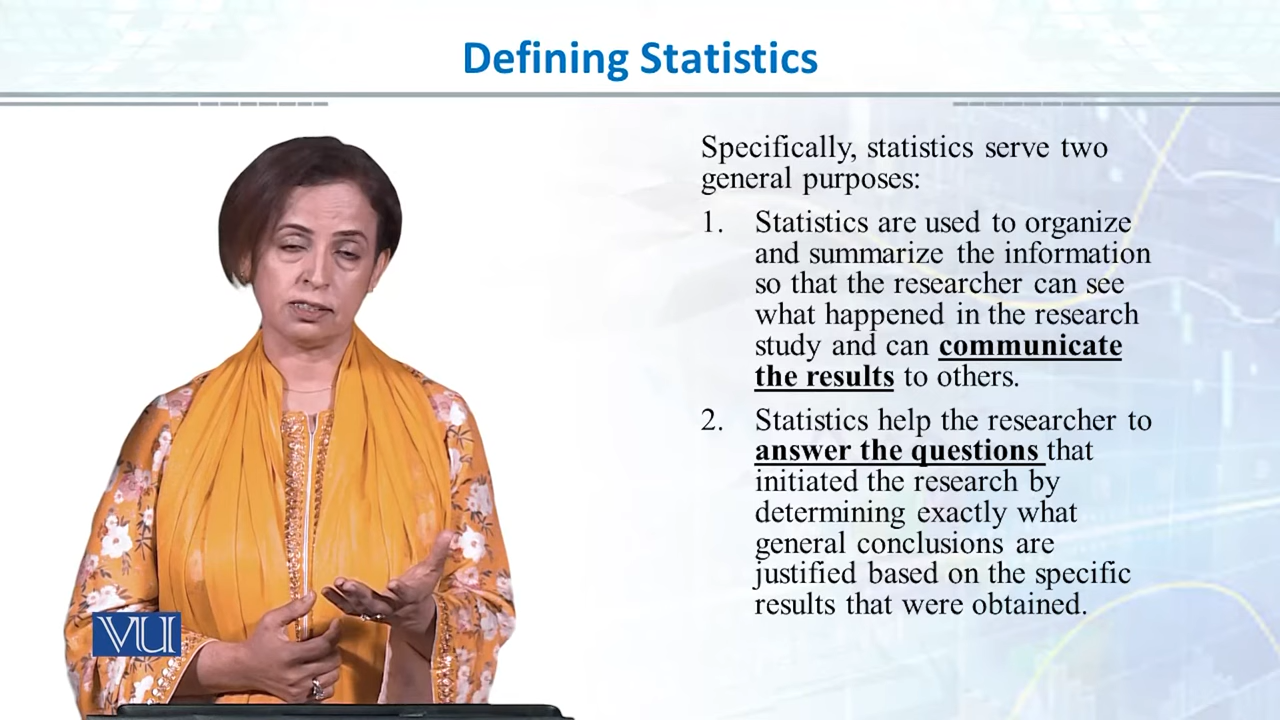 Defining Statistics
Specifically, statistics serve two
general purposes:
1. Statistics are used to organize
and summarize the information
so that the researcher can see
what happened in the research
study and can communicate
the results to others.
2. Statistics help the researcher to
answer the questions that
initiated the research by
determining exactly what
general conclusions are
justified based on the specific
results that were obtained.
VU